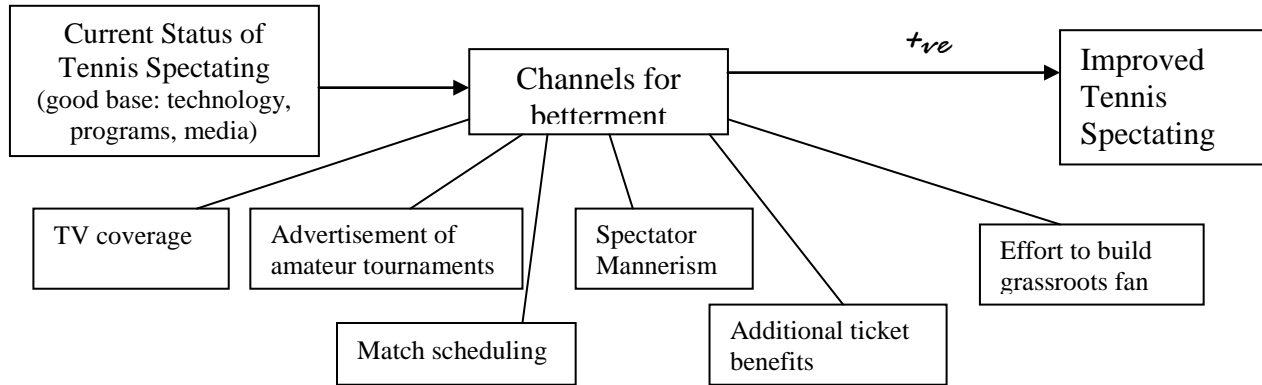 Current Status of
Tennis Spectating
(good base: technology,
programs, media)
Channels for
betterment
+ve
Improved
Tennis
Spectating
TV coverage
Advertisement of
amateur tournaments
Spectator
Mannerism
Effort to build
grassroots fan
Match scheduling
Additional ticket
benefits